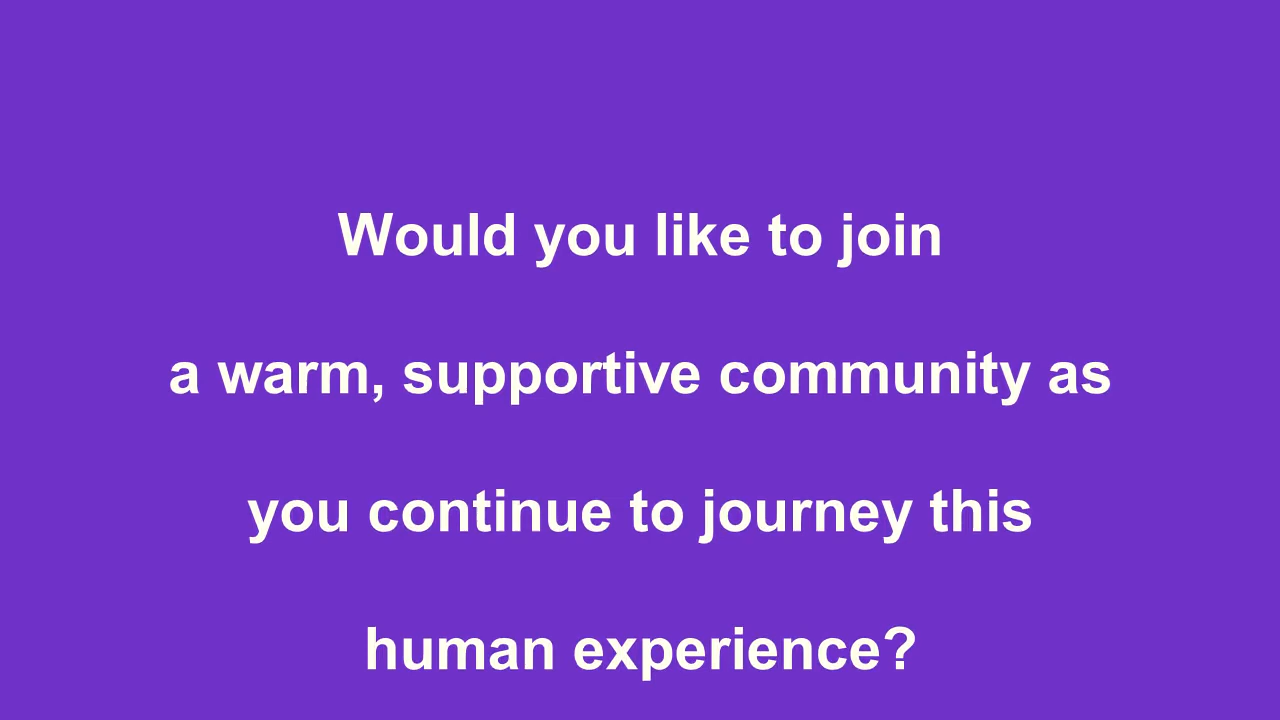 Would you like to join
a warm, supportive community as
you continue to journey this
human experience?